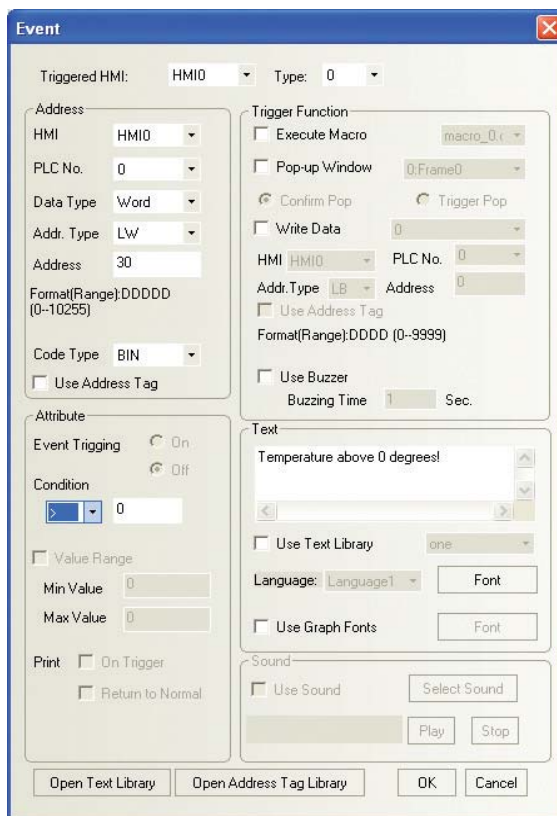 Event
Triggered HMI: HMI0 Type: 0
Address
HMI HMI0
PLC No. 0
Data Type Word
Addr. Type LW
Address 30
Format(Range):DDDDD
(0--10255)
Code Type BIN
Use Address Tag
Attribute
Event Trigging On
Off
Condition
> 0
Value Range
Min Value 0
Max Value 0
Print On Trigger
Return to Normal
Trigger Function
Execute Macro macro_0.c
Pop-up Window 0:Frame0
Confirm Pop Trigger Pop
Write Data 0
HMI HMI0 PLC No. 0
Addr.Type LB Address 0
Use Address Tag
Format(Range):DDDD (0--9999)
Use Buzzer
Buzzing Time 1 Sec.
Text
Temperature above 0 degrees!
Use Text Library one
Language: Language1 Font
Use Graph Fonts Font
Sound
Use Sound Select Sound
Play Stop
Open Text Library Open Address Tag Library OK Cancel